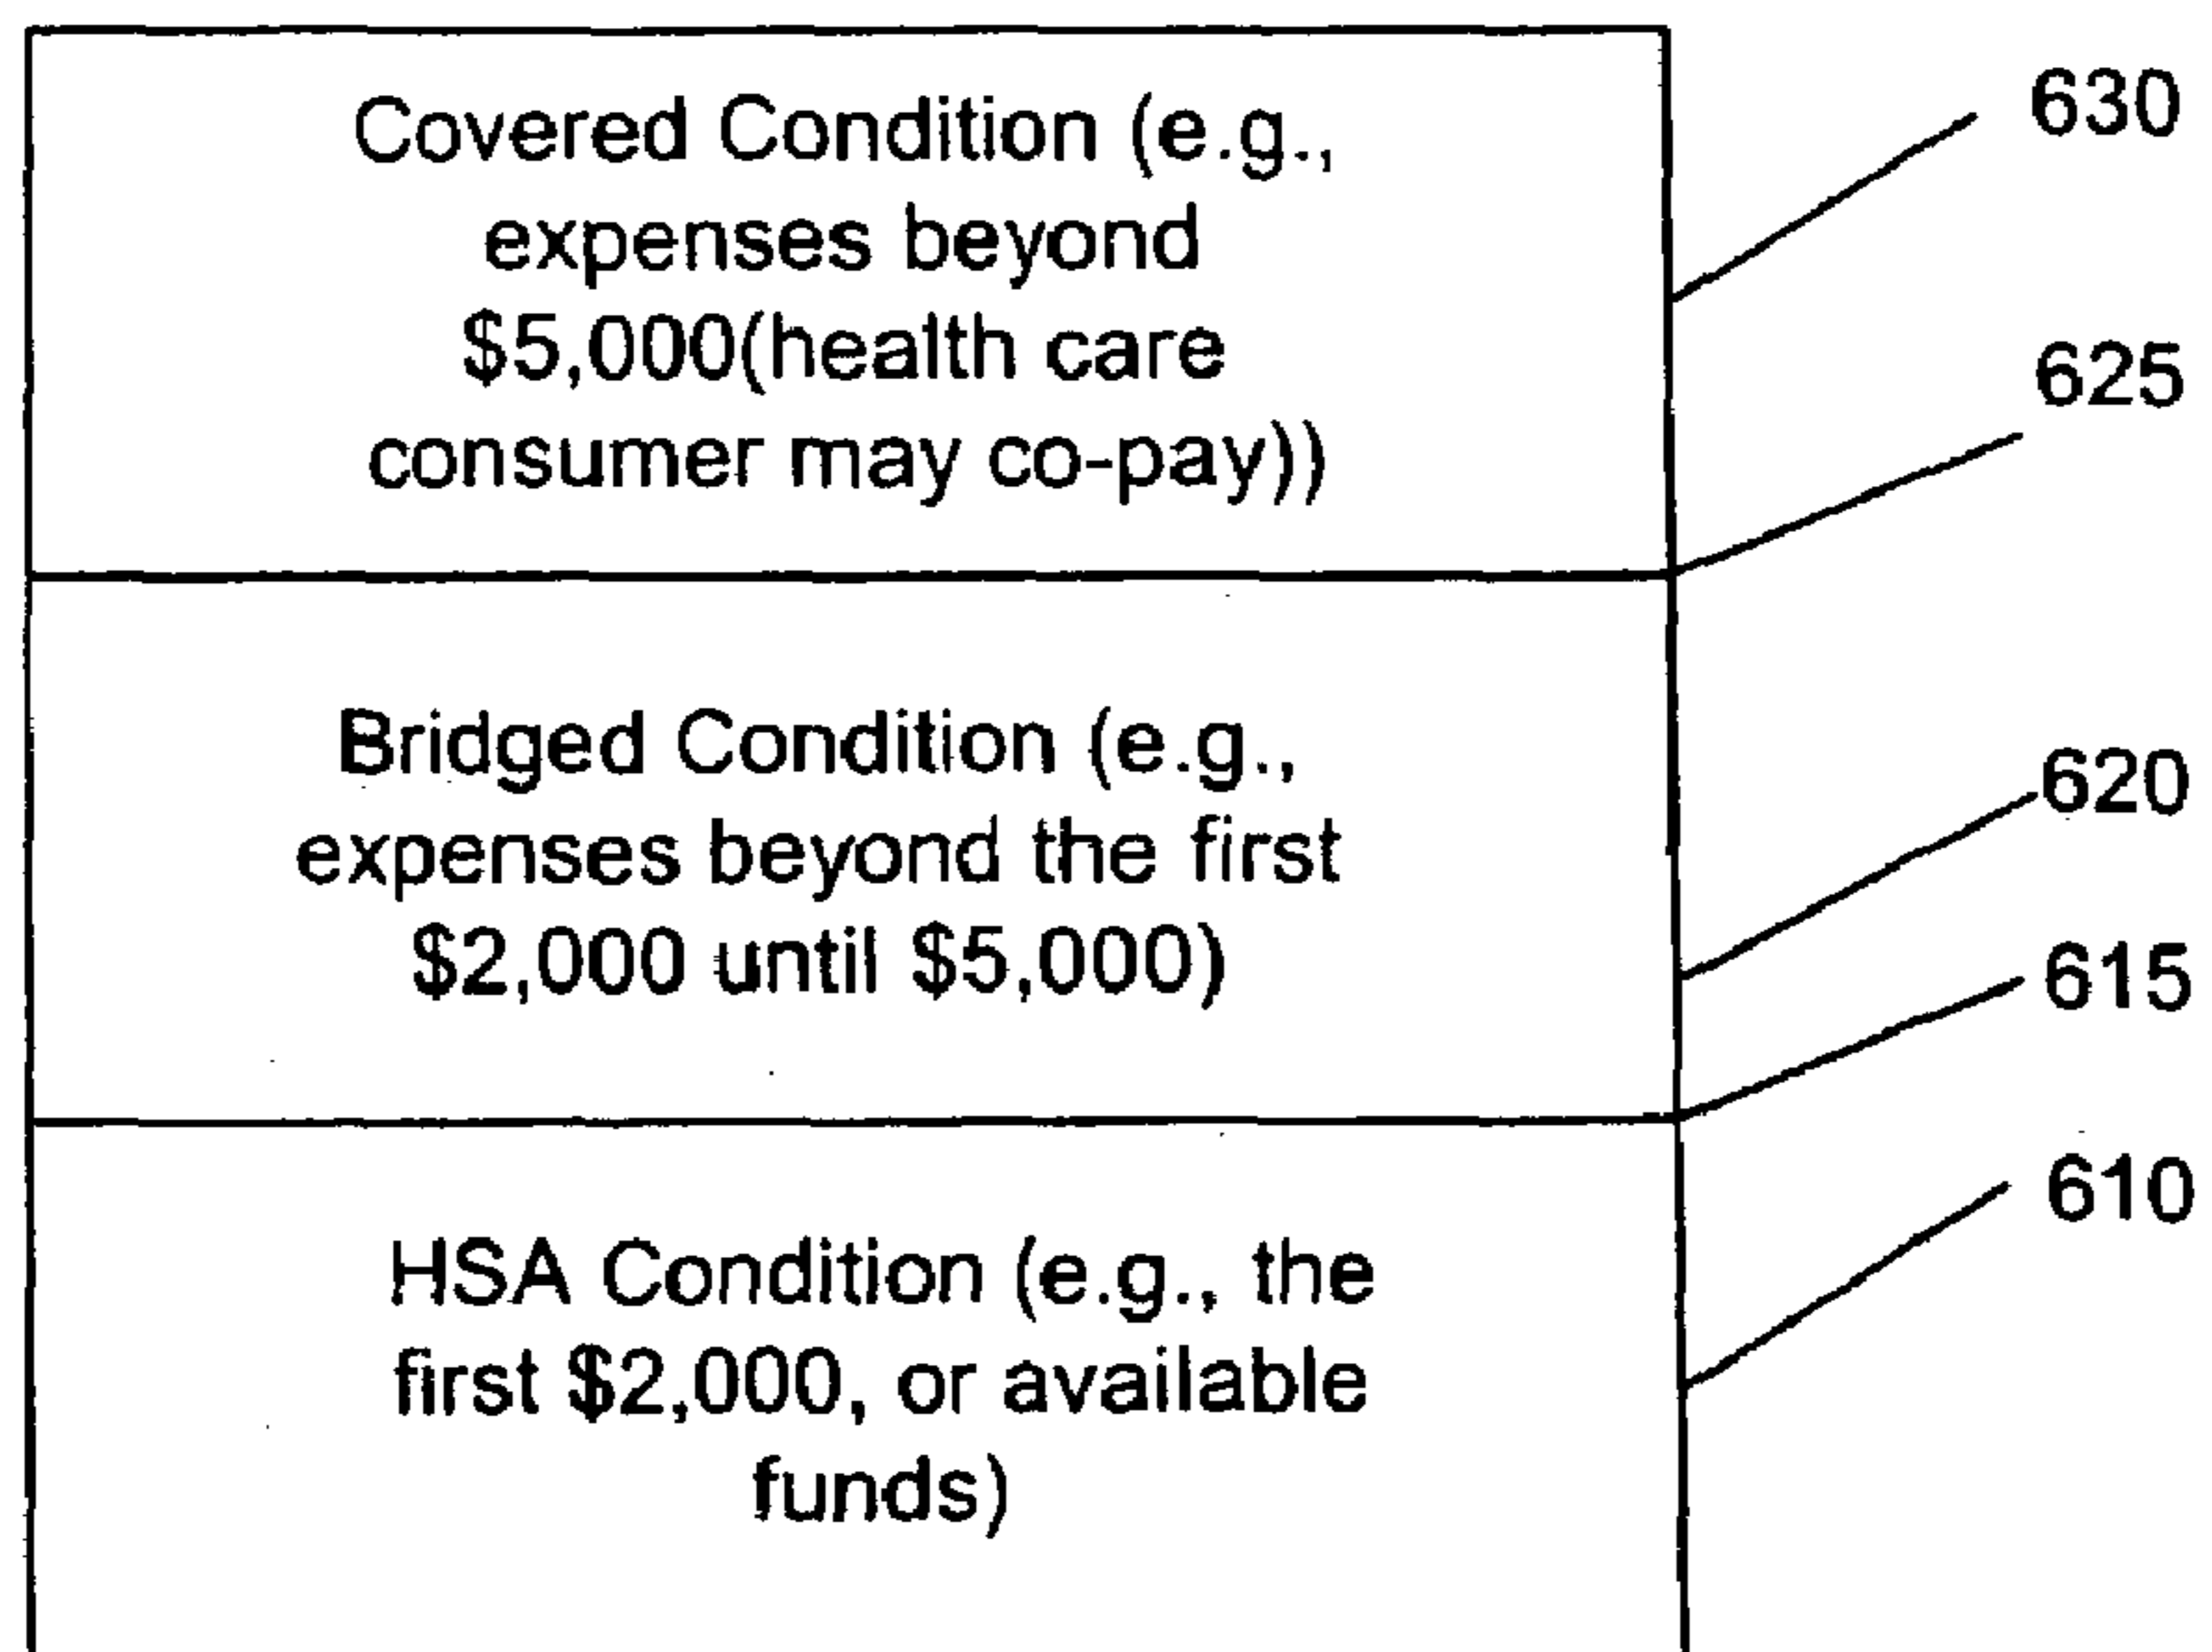 Covered Condition (e.g.,
expenses beyond
$5,000(health care
consumer may co-pay))
630
625
Bridged Condition (e.g.,
expenses beyond the first
$2,000 until $5,000)
620
615
HSA Condition (e.g., the
first $2,000, or available
funds)
610